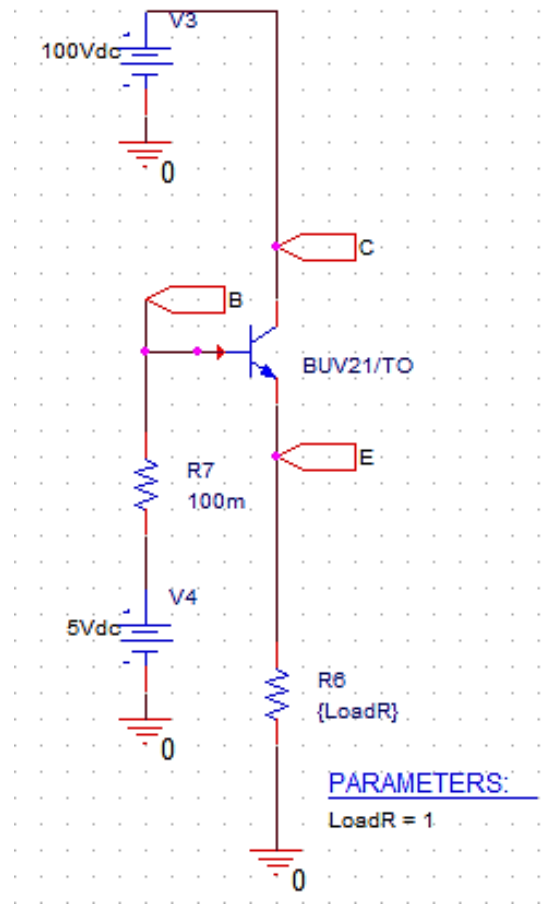 V3
100Vdc
0
C
B
BUV21/TO
E
R7
100m
V4
5Vdc
0
R6
{LoadR}
PARAMETERS:
LoadR = 1
0